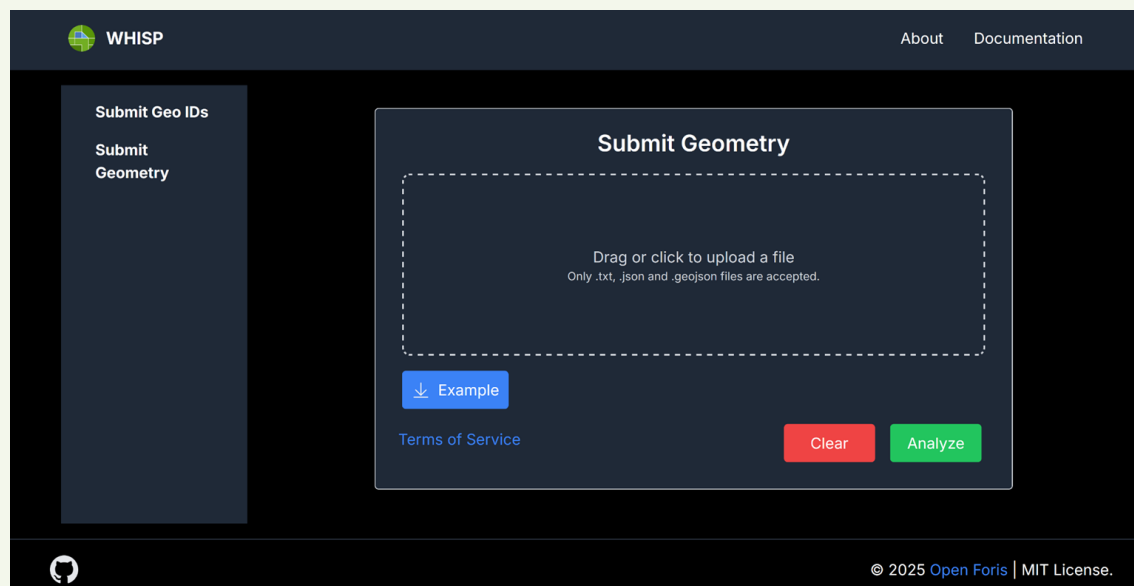 WHISP
About
Documentation
Submit Geo IDs
Submit
Geometry
Submit Geometry
Drag or click to upload a file
Only .txt, .json and .geojson files are accepted.
Example
Terms of Service
Clear
Analyze
© 2025 Open Foris | MIT License.